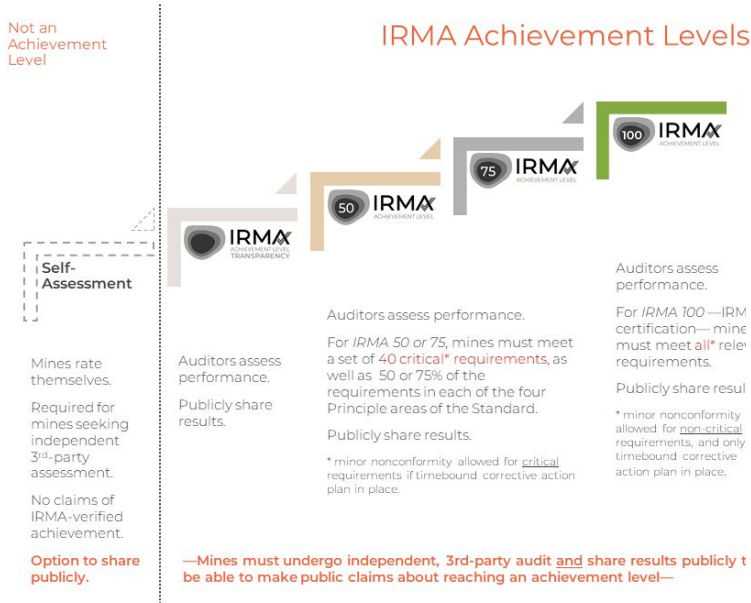 Not an
Achievement
Level
IRMA Achievement Levels
Self-
Assessment
IRMA
ACHIEVEMENT LEVEL
TRANSPARENCY
50 IRMA
ACHIEVEMENT LEVEL
75 IRMA
ACHIEVEMENT LEVEL
100 IRMA
ACHIEVEMENT LEVEL
Mines rate
themselves.
Required for
mines seeking
independent
3rd-party
assessment.
No claims of
IRMA-verified
achievement.
Option to share
publicly.
Auditors assess
performance.
Publicly share
results.
Auditors assess performance.
For IRMA 50 or 75, mines must meet
a set of 40 critical* requirements, as
well as 50 or 75% of the
requirements in each of the four
Principle areas of the Standard.
Publicly share results.
* minor nonconformity allowed for critical
requirements if timebound corrective action
plan in place.
Auditors assess
performance.
For IRMA 100 —IRM
certification— mine
must meet all* relev
requirements.
Publicly share resul
* minor nonconformity
allowed for non-critical
requirements, and only
timebound corrective
action plan in place.
—Mines must undergo independent, 3rd-party audit and share results publicly t
be able to make public claims about reaching an achievement level—